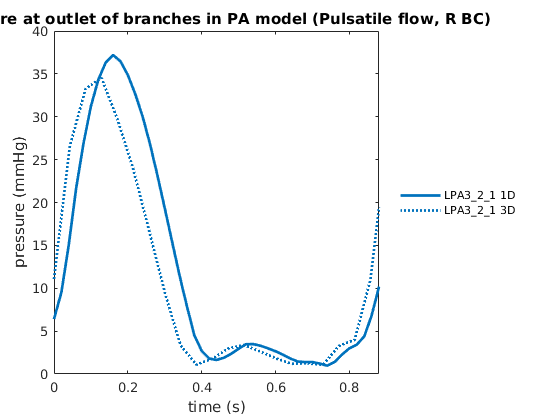 re at outlet of branches in PA model (Pulsatile flow, R BC)
40
35
30
25
20
15
10
5
0
pressure (mmHg)
0
0.2
0.4
0.6
0.8
time (s)
LPA3_2_1 1D
LPA3_2_1 3D